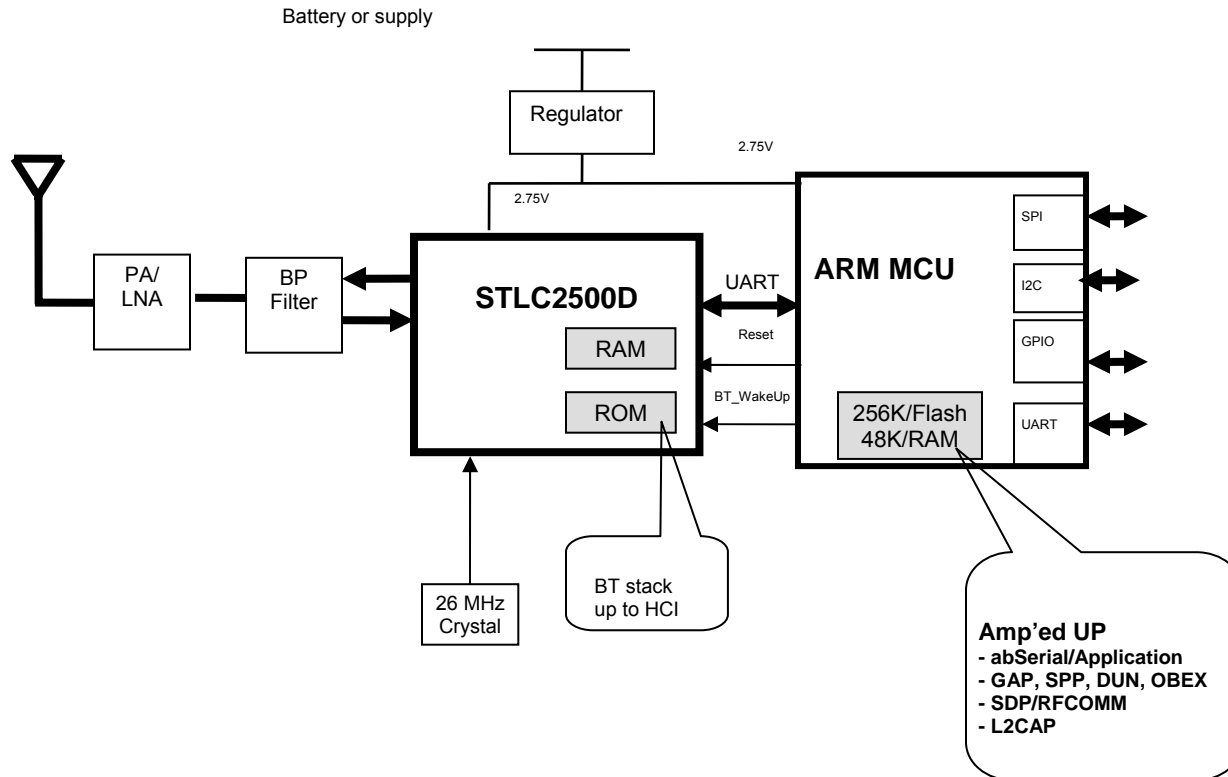 Battery or supply
Regulator
2.75V
2.75V
PA/
LNA
BP
Filter
STLC2500D
RAM
ROM
UART
Reset
BT_WakeUp
ARM MCU
SPI
I2C
GPIO
UART
256K/Flash
48K/RAM
26 MHz
Crystal
BT stack
up to HCI
Amp’ed UP
- abSerial/Application
- GAP, SPP, DUN, OBEX
- SDP/RFCOMM
- L2CAP